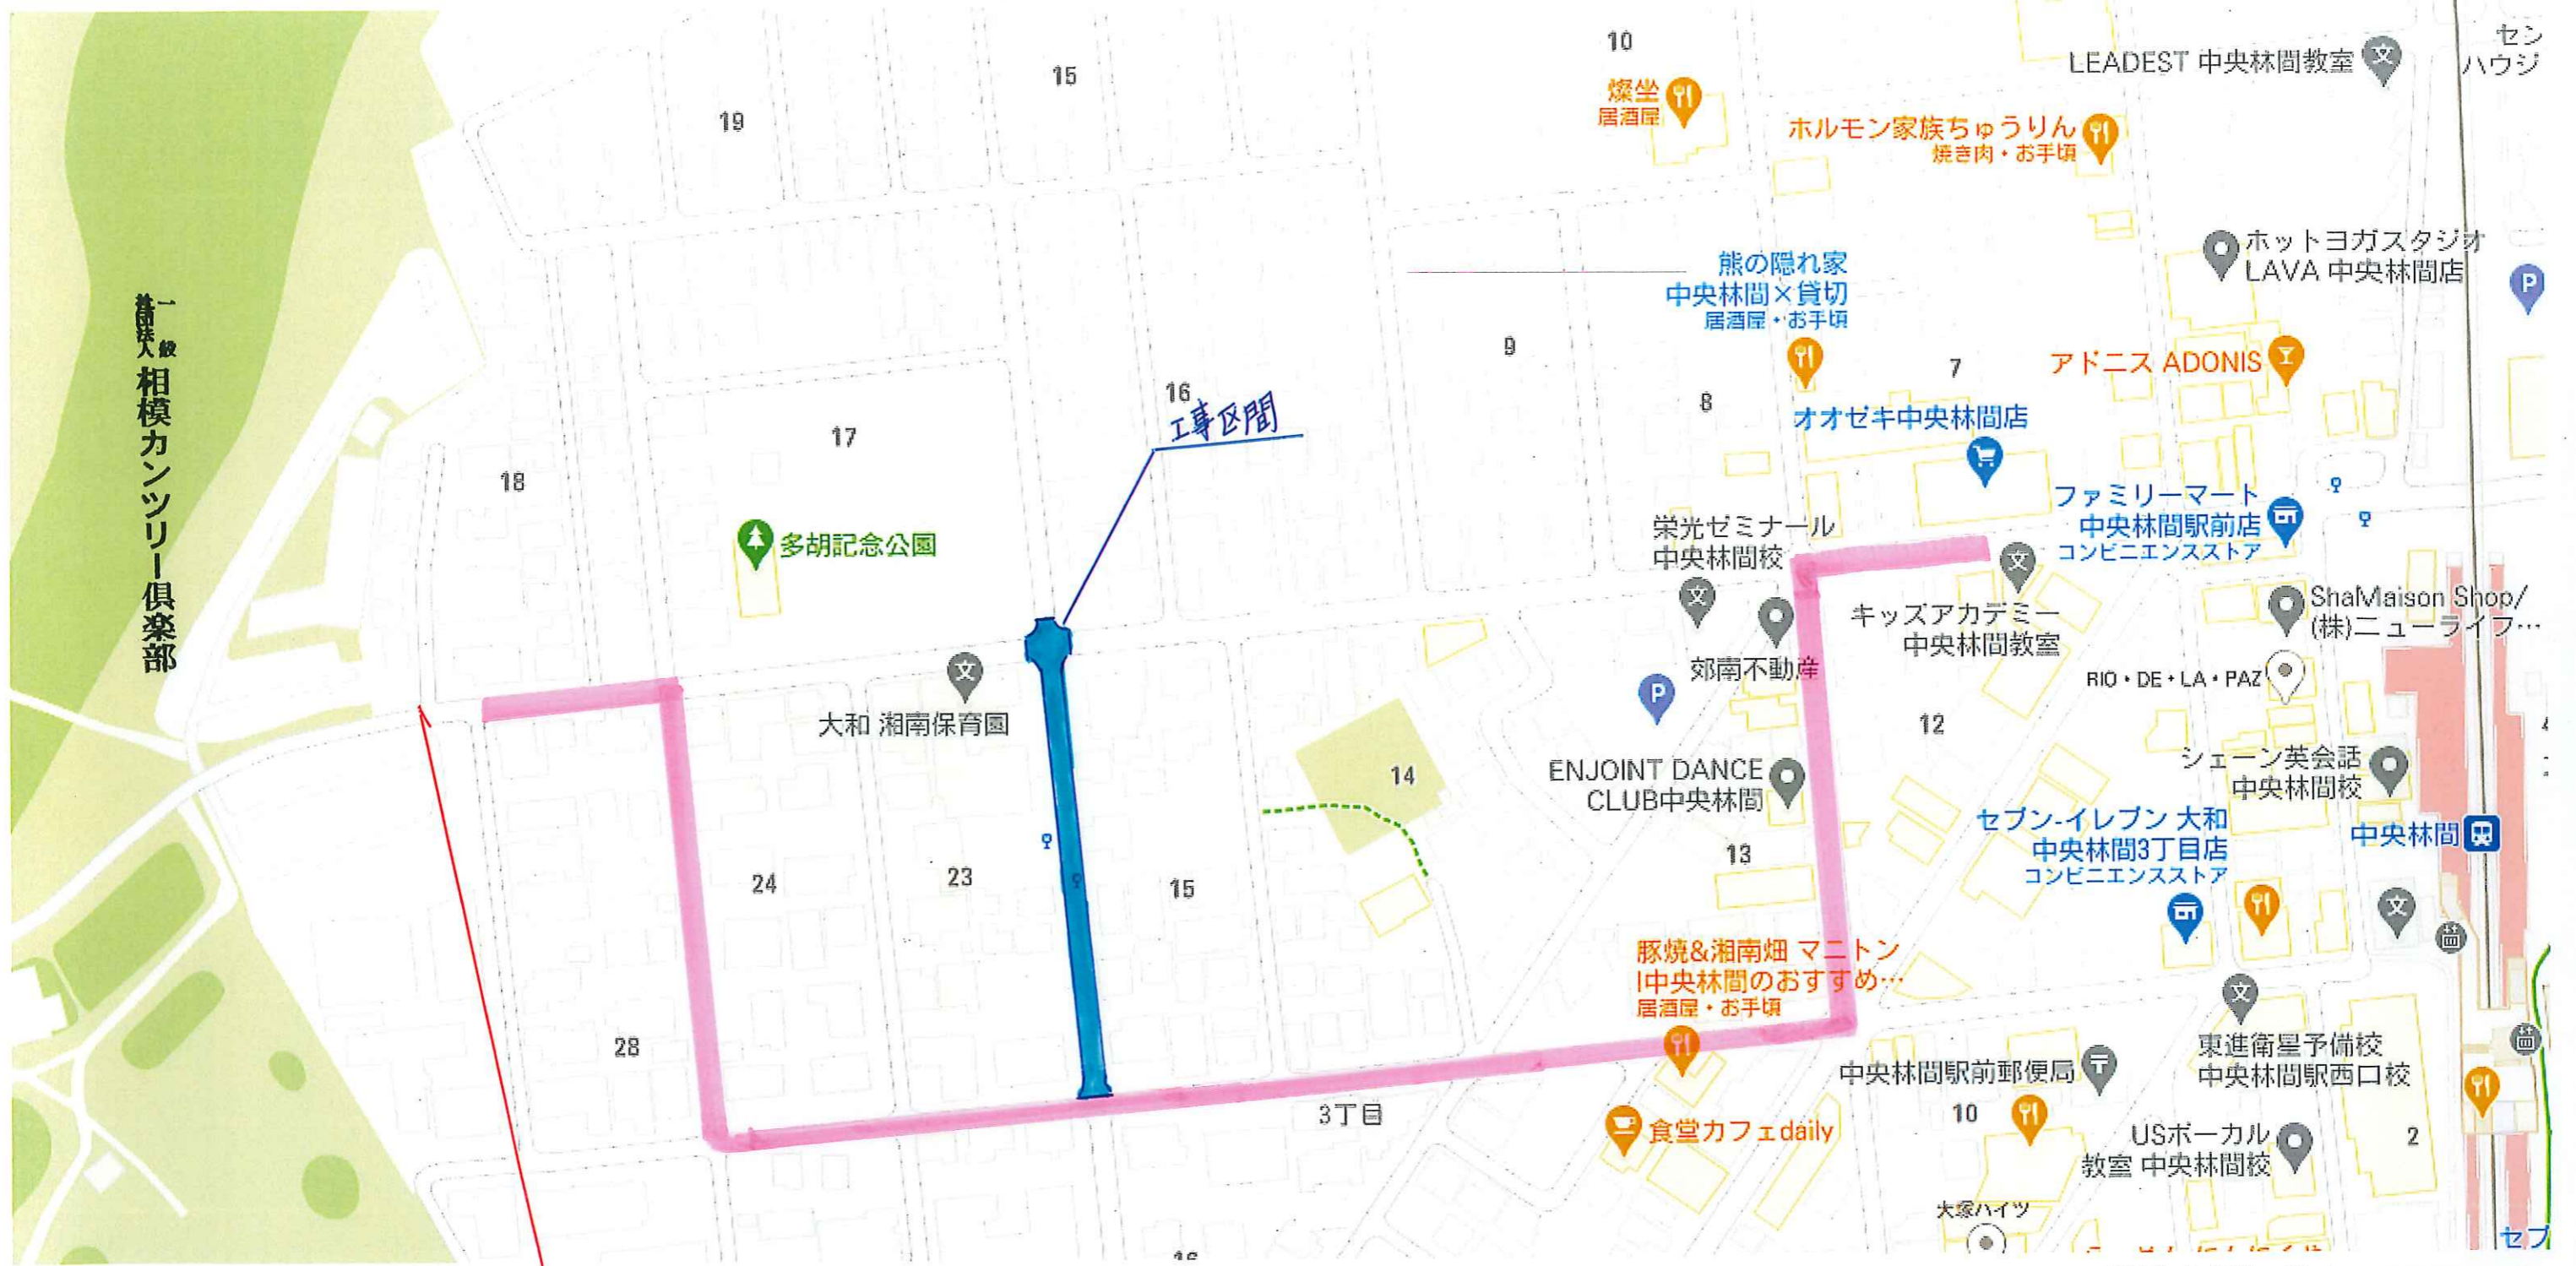 10
15
19
燦坐
居酒屋
LEADEST 中央林間教室
セン
ハウジ
ホルモン家族ちゅうりん
焼き肉・お手頃
ホットヨガスタジオ
LAVA 中央林間店
熊の隠れ家
中央林間×貸切
居酒屋・お手頃
一般
社団法人
相模カンツリー倶楽部
9
7
8
アドニス ADONIS
16
工事区間
オオゼキ中央林間店
17
18
ファミリーマート
中央林間駅前店
コンビニエンスストア
栄光ゼミナール
中央林間校
多胡記念公園
キッズアカデミー
中央林間教室
ShaMaison Shop/
(株)ニューライフ…
郊南不動産
P
P
RIO・DE・LA・PAZ
大和 湘南保育園
12
14
ENJOINT DANCE
CLUB中央林間
シェーン英会話
中央林間校
セブン-イレブン 大和
中央林間3丁目店
コンビニエンスストア
中央林間
13
24
23
15
豚焼&湘南畑 マニトン
|中央林間のおすすめ…
居酒屋・お手頃
28
中央林間駅前郵便局
東進衛星予備校
中央林間駅西口校
3丁目
食堂カフェdaily
10
USボーカル
教室 中央林間校
2
大塚ハイツ
セブ